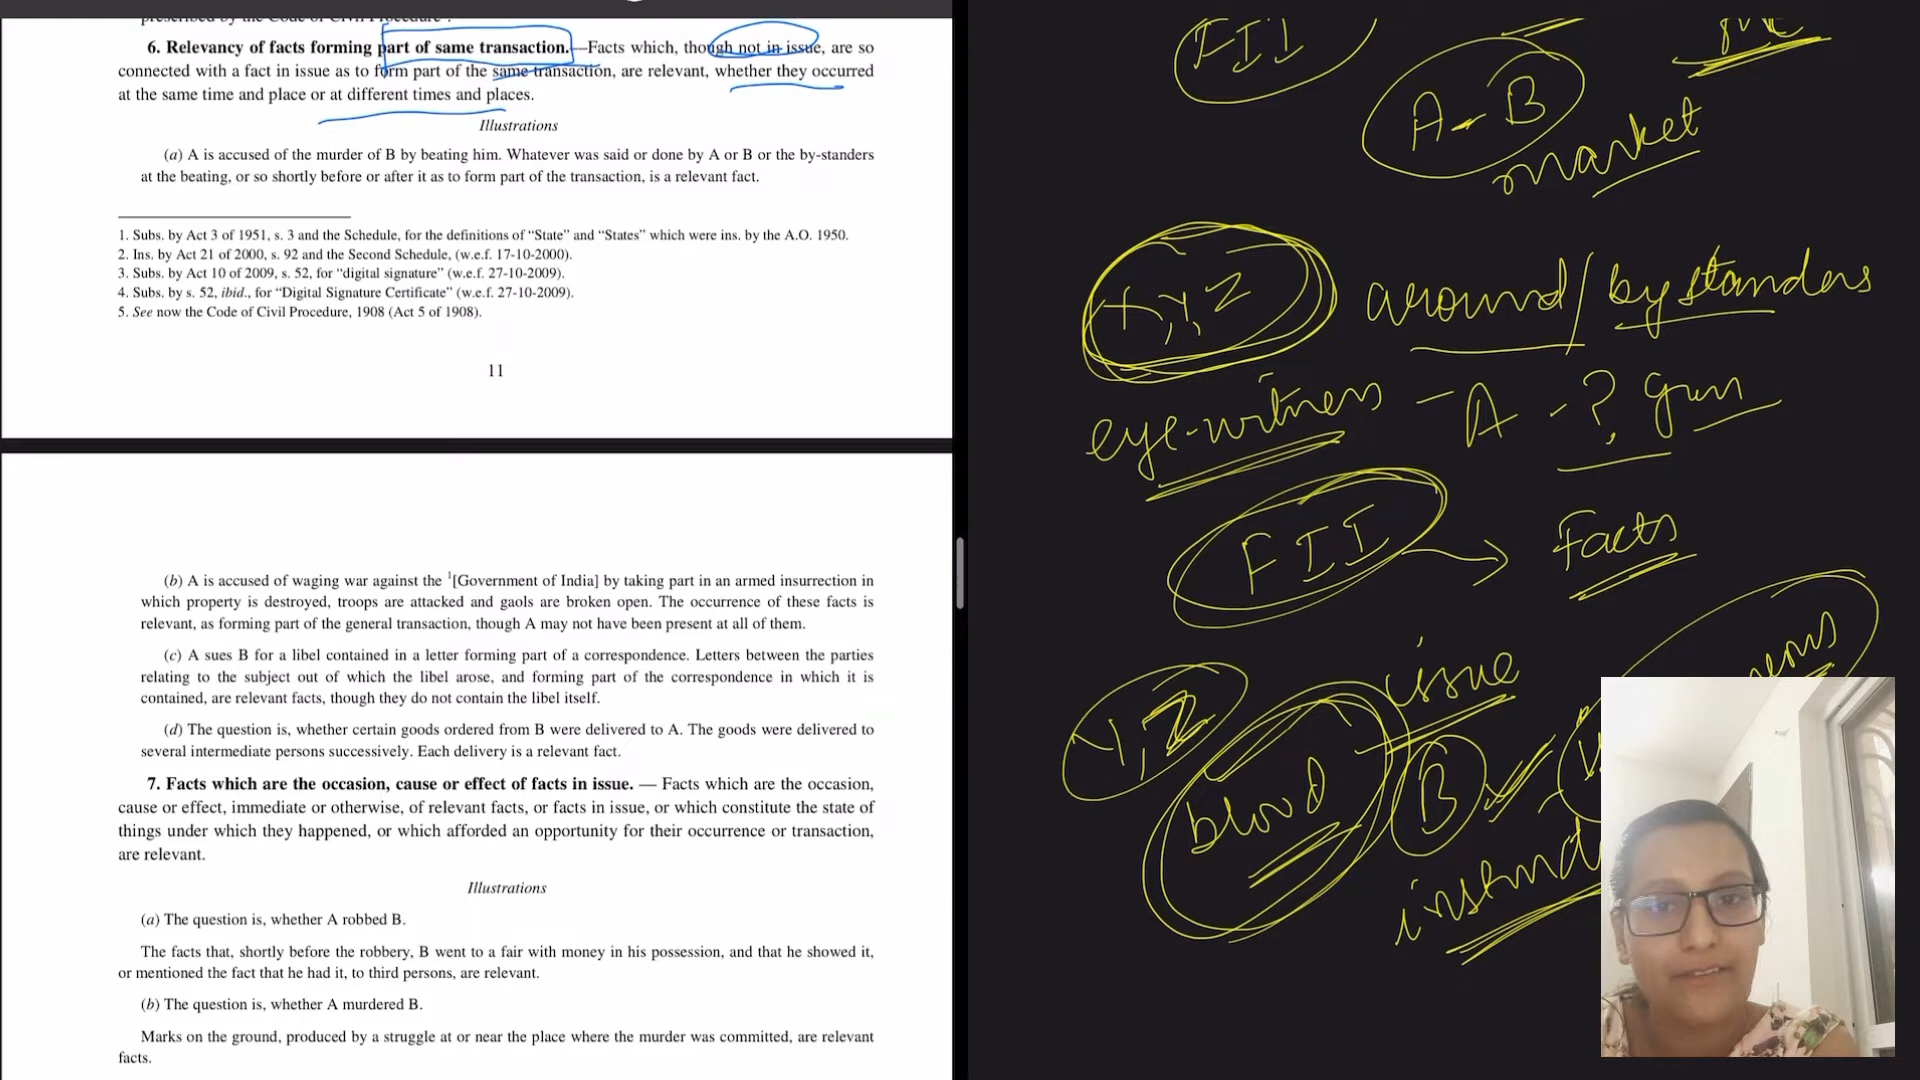 6. Relevancy of facts forming part of same transaction.—Facts which, though not in issue, are so
connected with a fact in issue as to form part of the same transaction, are relevant, whether they occurred
at the same time and place or at different times and places.
Illustrations
(a) A is accused of the murder of B by beating him. Whatever was said or done by A or B or the by-standers
at the beating, or so shortly before or after it as to form part of the transaction, is a relevant fact.
1. Subs. by Act 3 of 1951, s. 3 and the Schedule, for the definitions of “State” and “States” which were ins. by the A.O. 1950.
2. Ins. by Act 21 of 2000, s. 92 and the Second Schedule, (w.e.f. 17-10-2000).
3. Subs. by Act 10 of 2009, s. 52, for “digital signature” (w.e.f. 27-10-2009).
4. Subs. by s. 52, ibid., for “Digital Signature Certificate” (w.e.f. 27-10-2009).
5. See now the Code of Civil Procedure, 1908 (Act 5 of 1908).
11
(b) A is accused of waging war against the 1[Government of India] by taking part in an armed insurrection in
which property is destroyed, troops are attacked and gaols are broken open. The occurrence of these facts is
relevant, as forming part of the general transaction, though A may not have been present at all of them.
(c) A sues B for a libel contained in a letter forming part of a correspondence. Letters between the parties
relating to the subject out of which the libel arose, and forming part of the correspondence in which it is
contained, are relevant facts, though they do not contain the libel itself.
(d) The question is, whether certain goods ordered from B were delivered to A. The goods were delivered to
several intermediate persons successively. Each delivery is a relevant fact.
7. Facts which are the occasion, cause or effect of facts in issue. — Facts which are the occasion,
cause or effect, immediate or otherwise, of relevant facts, or facts in issue, or which constitute the state of
things under which they happened, or which afforded an opportunity for their occurrence or transaction,
are relevant.
Illustrations
(a) The question is, whether A robbed B.
The facts that, shortly before the robbery, B went to a fair with money in his possession, and that he showed it,
or mentioned the fact that he had it, to third persons, are relevant.
(b) The question is, whether A murdered B.
Marks on the ground, produced by a struggle at or near the place where the murder was committed, are relevant
facts.
FII
A - B
market
X, Y, Z around/bystanders
eye-witness - A - ? gun
FII → Facts
issue
Y, Z
blood B